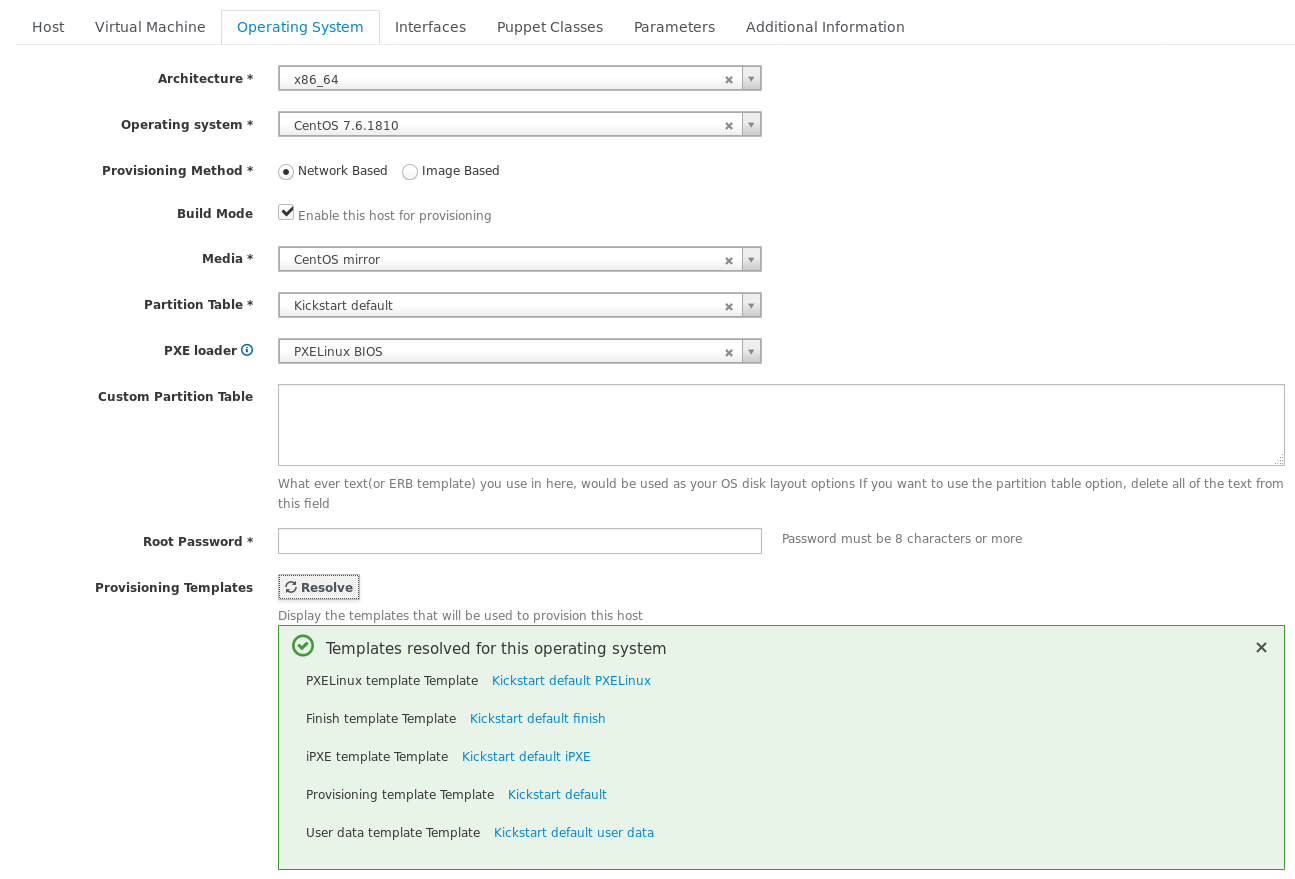 Host Virtual Machine Operating System Interfaces Puppet Classes Parameters Additional Information
Architecture * x86_64
Operating system * CentOS 7.6.1810
Provisioning Method * Network Based Image Based
Build Mode Enable this host for provisioning
Media * CentOS mirror
Partition Table * Kickstart default
PXE loader PXELinux BIOS
Custom Partition Table
What ever text(or ERB template) you use in here, would be used as your OS disk layout options If you want to use the partition table option, delete all of the text from
this field
Root Password * Password must be 8 characters or more
Provisioning Templates Resolve
Display the templates that will be used to provision this host
Templates resolved for this operating system
PXELinux template Template Kickstart default PXELinux
Finish template Template Kickstart default finish
iPXE template Template Kickstart default iPXE
Provisioning template Template Kickstart default
User data template Template Kickstart default user data